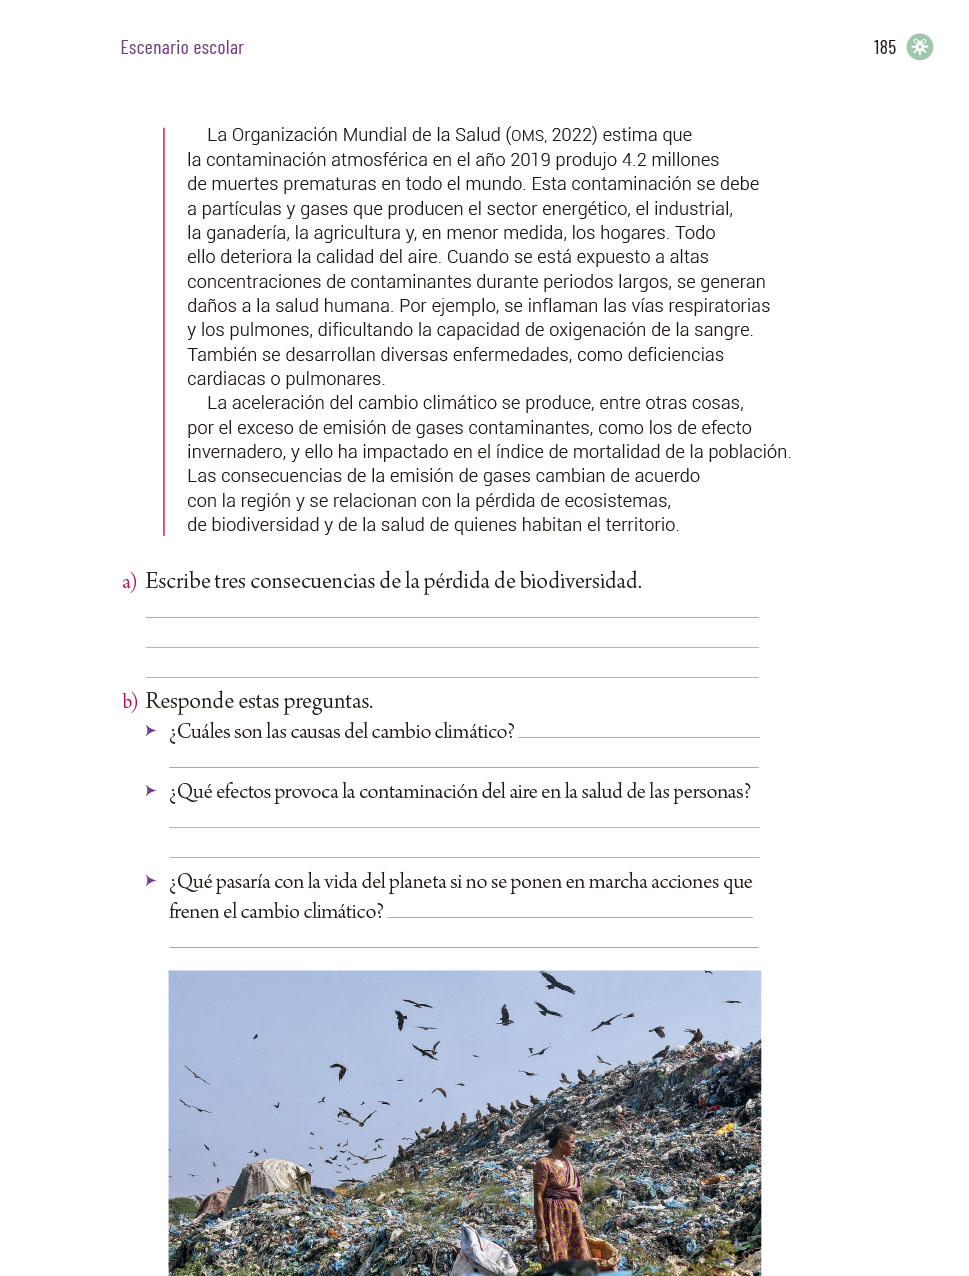 Escenario escolar
185
La Organización Mundial de la Salud (OMS, 2022) estima que
la contaminación atmosférica en el año 2019 produjo 4.2 millones
de muertes prematuras en todo el mundo. Esta contaminación se debe
a partículas y gases que producen el sector energético, el industrial,
la ganadería, la agricultura y, en menor medida, los hogares. Todo
ello deteriora la calidad del aire. Cuando se está expuesto a altas
concentraciones de contaminantes durante periodos largos, se generan
daños a la salud humana. Por ejemplo, se inflaman las vías respiratorias
y los pulmones, dificultando la capacidad de oxigenación de la sangre.
También se desarrollan diversas enfermedades, como deficiencias
cardiacas o pulmonares.
La aceleración del cambio climático se produce, entre otras cosas,
por el exceso de emisión de gases contaminantes, como los de efecto
invernadero, y ello ha impactado en el índice de mortalidad de la población.
Las consecuencias de la emisión de gases cambian de acuerdo
con la región y se relacionan con la pérdida de ecosistemas,
de biodiversidad y de la salud de quienes habitan el territorio.
a) Escribe tres consecuencias de la pérdida de biodiversidad.
b) Responde estas preguntas.
➤ ¿Cuáles son las causas del cambio climático?
➤ ¿Qué efectos provoca la contaminación del aire en la salud de las personas?
➤ ¿Qué pasaría con la vida del planeta si no se ponen en marcha acciones que
frenen el cambio climático?